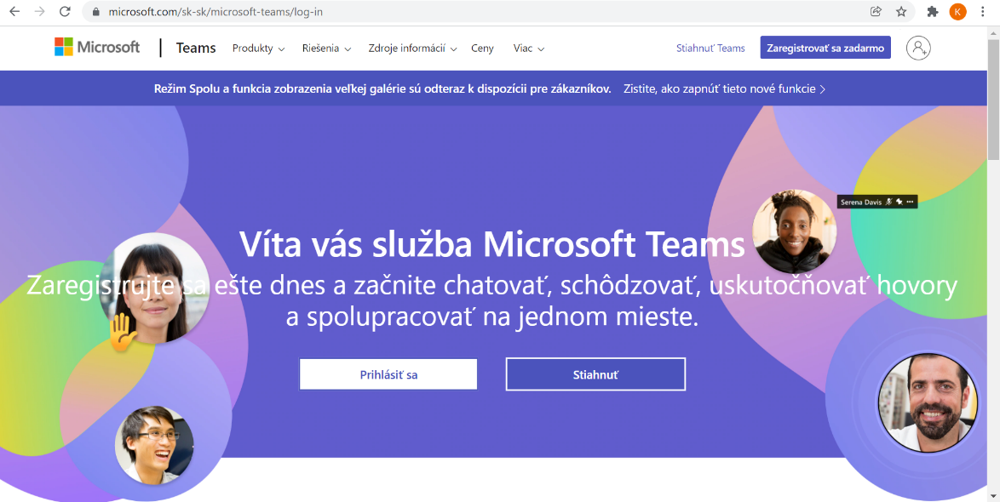 microsoft.com/sk-sk/microsoft-teams/log-in
K
Microsoft Teams Produkty Riešenia Zdroje informácií Ceny Viac Stiahnuť Teams Zaregistrovať sa zadarmo
Režim Spolu a funkcia zobrazenia veľkej galérie sú odteraz k dispozícii pre zákazníkov. Zistite, ako zapnúť tieto nové funkcie
Serena Davis
Víta vás služba Microsoft Teams
Zaregistrujte sa ešte dnes a začnite chatovať, schôdzovať, uskutočňovať hovory
a spolupracovať na jednom mieste.
Prihlásiť sa Stiahnuť